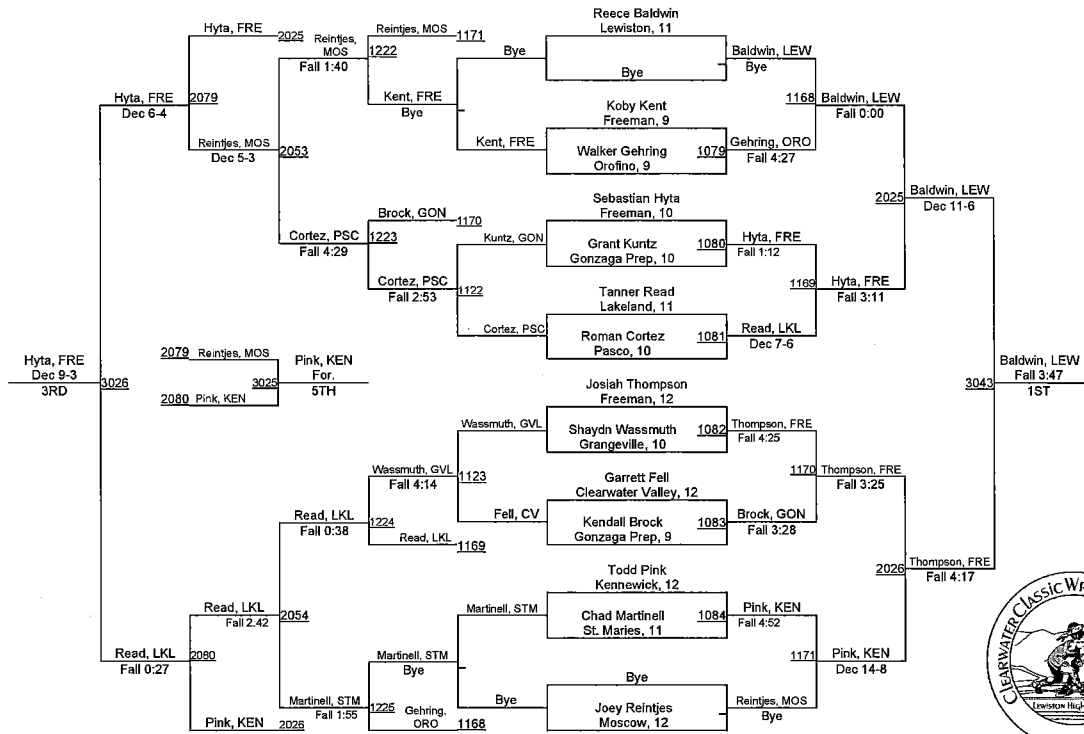 Reece Baldwin
Lewiston, 11
Bye
Koby Kent
Freeman, 9
Walker Gehring
Orofino, 9
1079
Sebastian Hyta
Freeman, 10
Grant Kuntz
Gonzaga Prep, 10
1080
Tanner Read
Lakeland, 11
Roman Cortez
Pasco, 10
1081
Josiah Thompson
Freeman, 12
Shaydn Wassmuth
Grangeville, 10
1082
Garrett Fell
Clearwater Valley, 12
Kendall Brock
Gonzaga Prep, 9
1083
Todd Pink
Kennewick, 12
Chad Martinell
St. Maries, 11
1084
Bye
Joey Reintjes
Moscow, 12
Baldwin, LEW
Bye
1168
Gehring, ORO
Fall 4:27
Hyta, FRE
Fall 1:12
1169
Read, LKL
Dec 7-6
Thompson, FRE
Fall 4:25
1170
Brock, GON
Fall 3:28
Pink, KEN
Fall 4:52
1171
Reintjes, MOS
Bye
Baldwin, LEW
Fall 0:00
2025
Hyta, FRE
Fall 3:11
Thompson, FRE
Fall 3:25
2026
Pink, KEN
Dec 14-8
Baldwin, LEW
Dec 11-6
3043
Thompson, FRE
Fall 4:17
Baldwin, LEW
Fall 3:47
1ST
Bye
Kent, FRE
Kuntz, GON
1122
Cortez, PSC
Wassmuth, GVL
1123
Fell, CV
Martinell, STM
Bye
Reintjes, MOS
1171
1222
Kent, FRE
Bye
Brock, GON
1170
1223
Cortez, PSC
Fall 2:53
Wassmuth, GVL
Fall 4:14
1224
Read, LKL
1169
Martinell, STM
Bye
1225
Gehring,
ORO
1168
Reintjes,
MOS
Fall 1:40
2053
Cortez, PSC
Fall 4:29
Read, LKL
Fall 0:38
2054
Martinell, STM
Fall 1:55
Hyta, FRE
2025
2079
Reintjes, MOS
Dec 5-3
Read, LKL
Fall 2:42
2080
Pink, KEN
2026
Hyta, FRE
Dec 6-4
3026
Read, LKL
Fall 0:27
Hyta, FRE
Dec 9-3
3RD
2079
Reintjes, MOS
3025
2080
Pink, KEN
Pink, KEN
For.
5TH
CLEARWATER CLASSIC